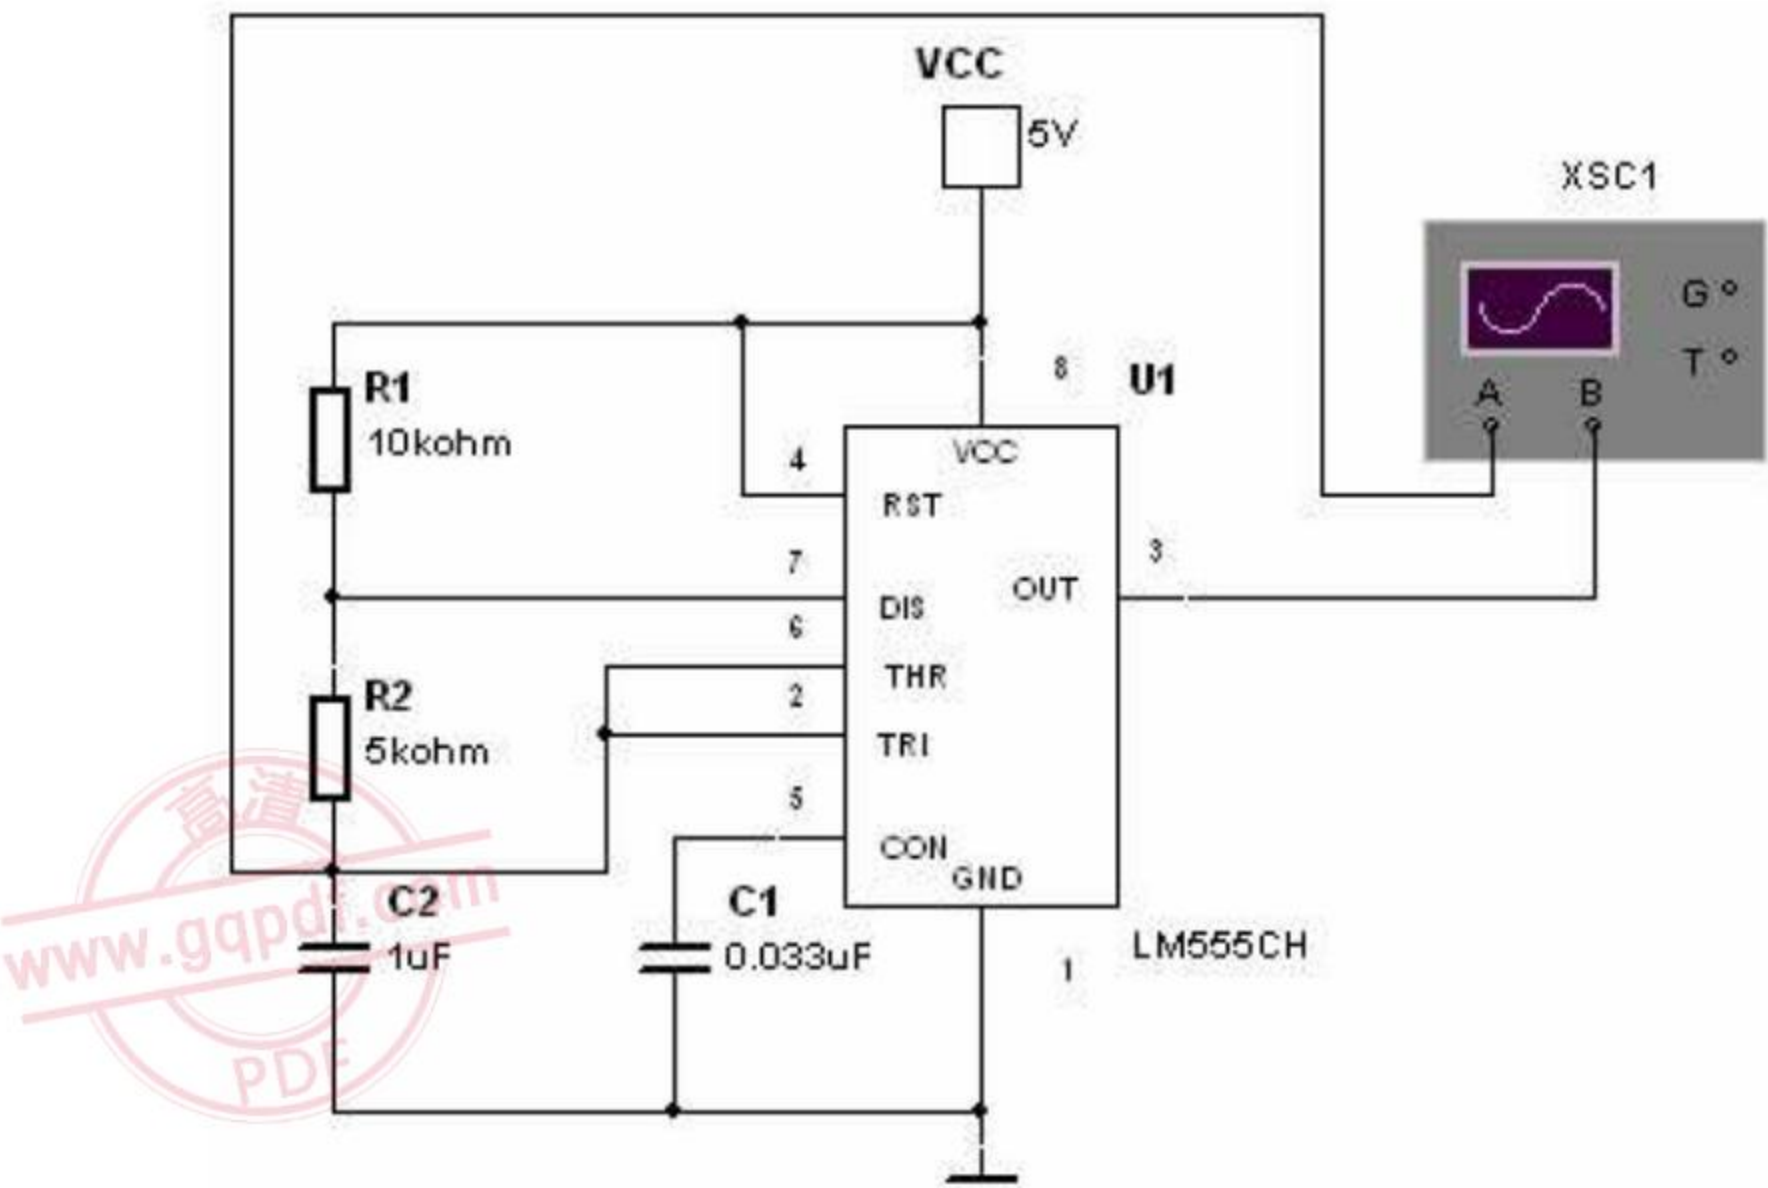 VCC
5V
XSC1
G
T
A
B
8
U1
R1
10kohm
4
VCC
RST
7
3
OUT
DIS
6
THR
R2
5kohm
2
TRI
5
CON
GND
C2
1uF
C1
0.033uF
1
LM555CH
高清
www.gqpdf.com
PDF